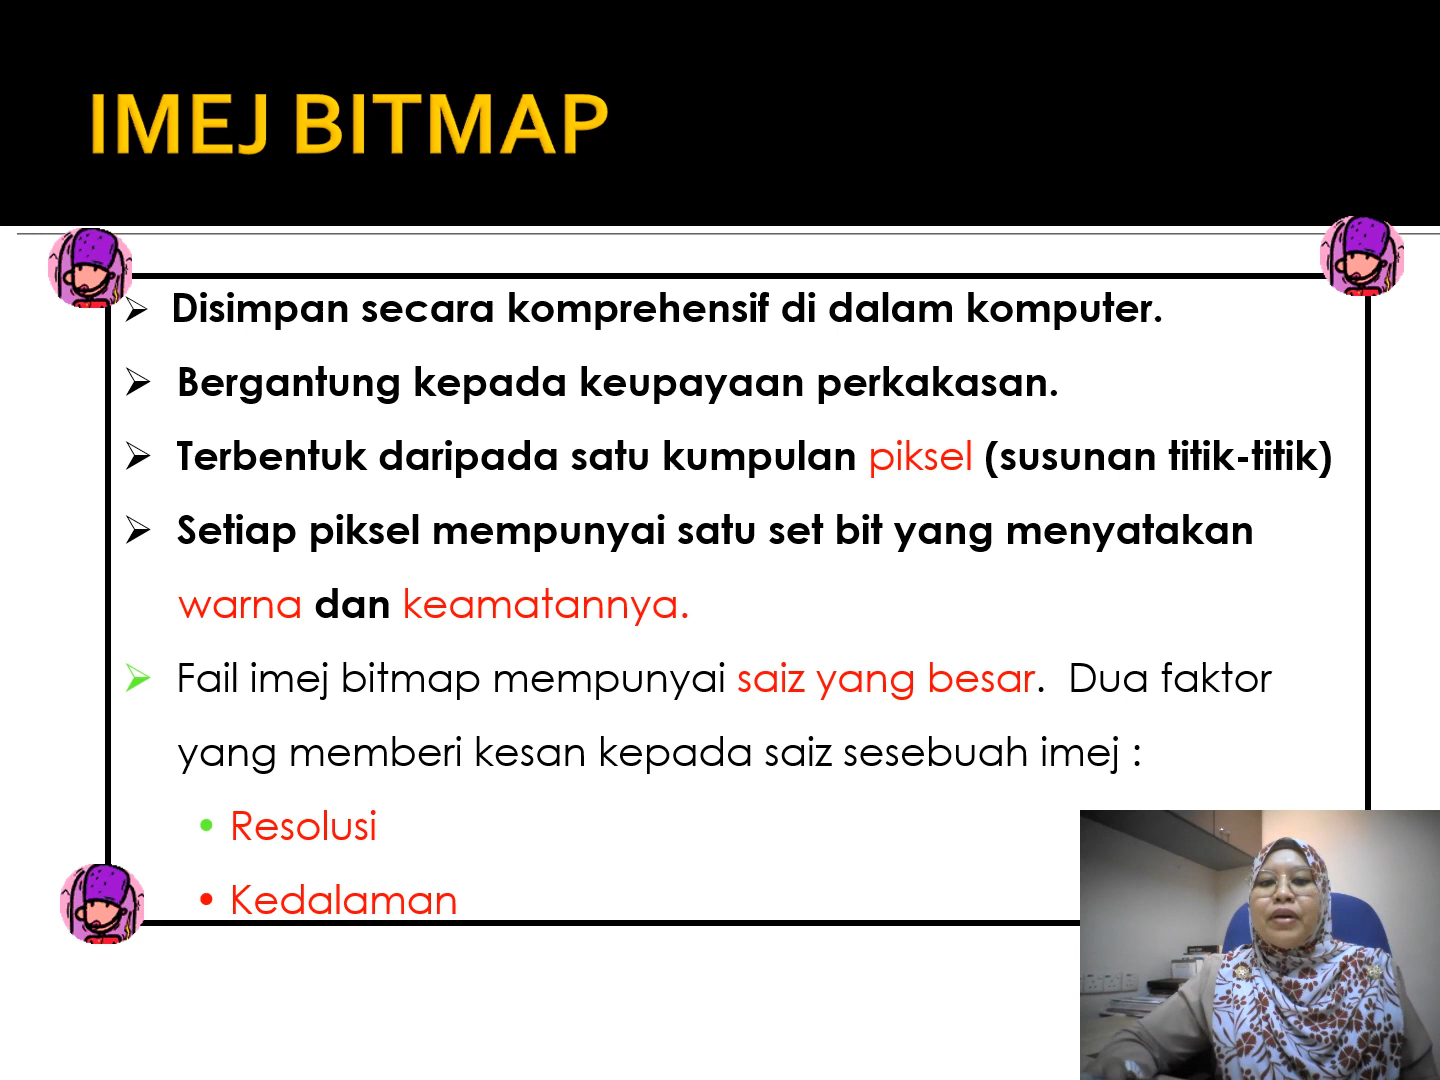 IMEJ BITMAP
➢ Disimpan secara komprehensif di dalam komputer.
➢ Bergantung kepada keupayaan perkakasan.
➢ Terbentuk daripada satu kumpulan piksel (susunan titik-titik)
➢ Setiap piksel mempunyai satu set bit yang menyatakan
warna dan keamatannya.
➢ Fail imej bitmap mempunyai saiz yang besar. Dua faktor
yang memberi kesan kepada saiz sesebuah imej :
• Resolusi
• Kedalaman